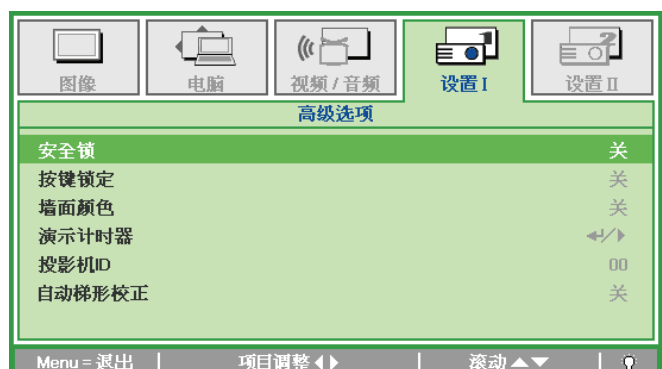 图像 电脑 视频 / 音频 设置 I 设置 II
高级选项
安全锁 关
按键锁定 关
墙面颜色 关
演示计时器
投影机ID 00
自动梯形校正 关
Menu = 退出 项目调整 滚动